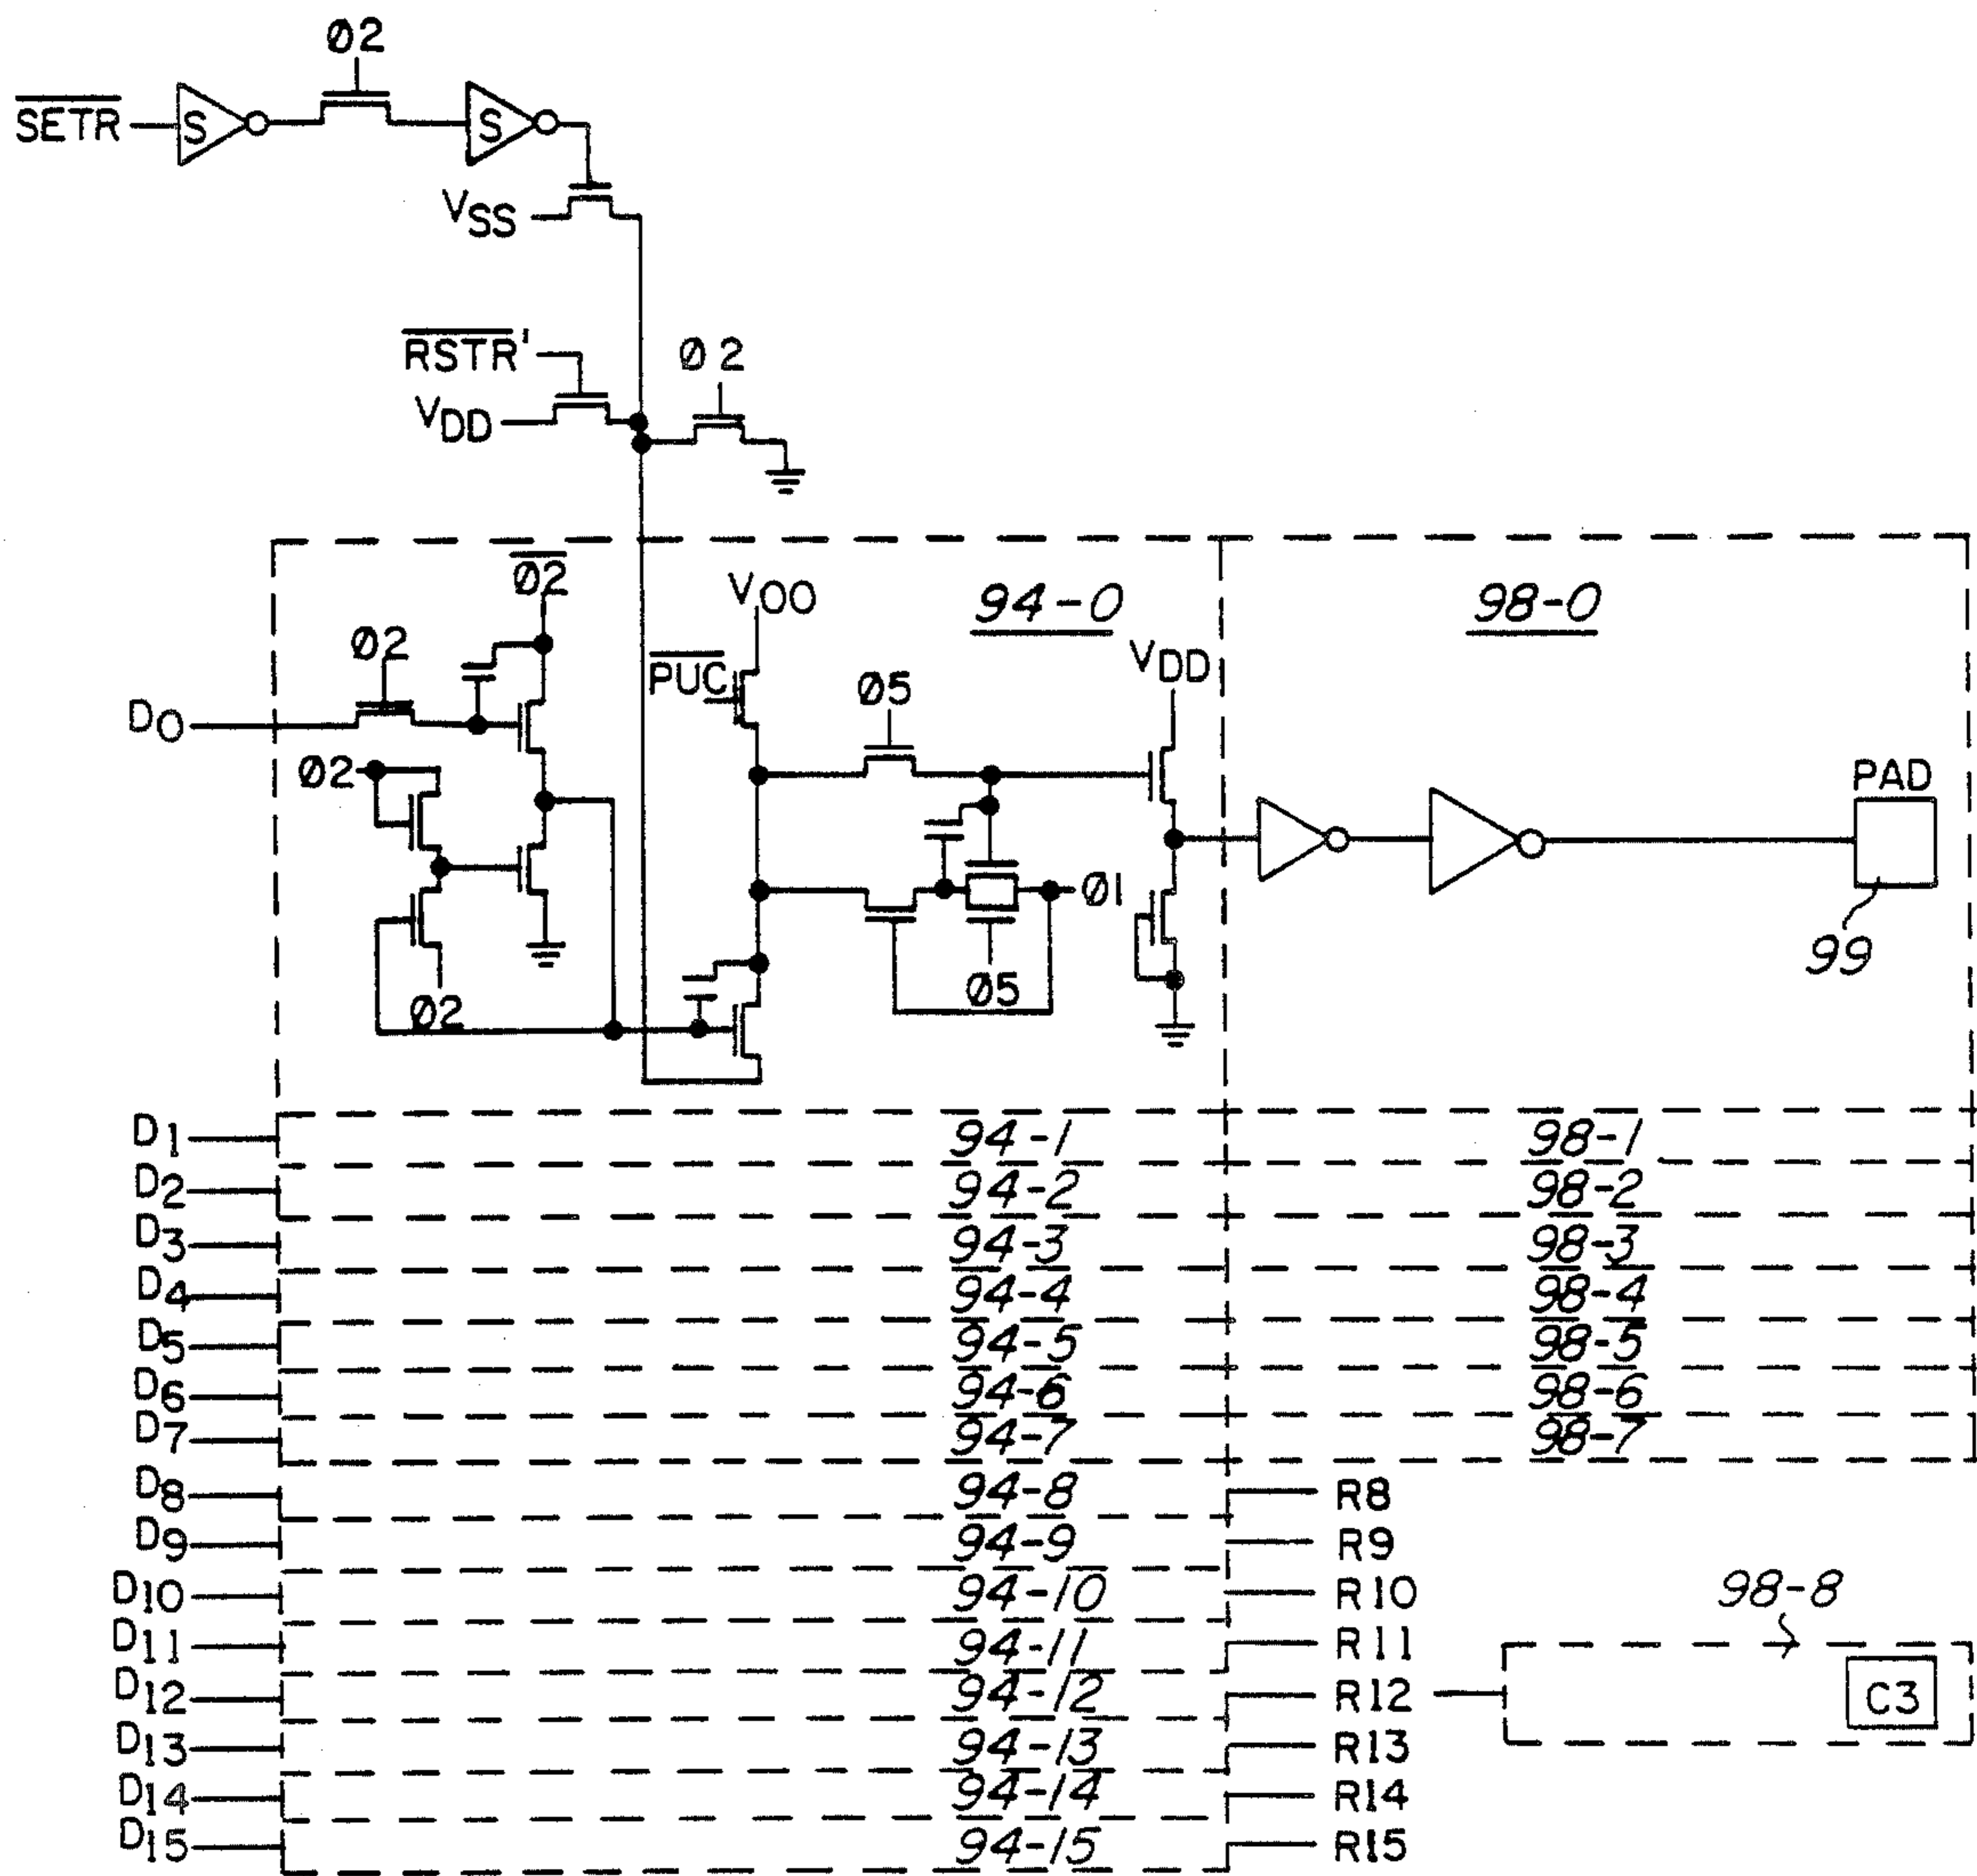 Ø2
SETR
S
S
VSS
RSTR'
Ø2
VDD
Ø2
VOO
94-0
98-0
Ø2
PUC
VDD
DO
Ø5
Ø2
PAD
Ø1
99
Ø5
Ø2
D1 94-1 98-1
D2 94-2 98-2
D3 94-3 98-3
D4 94-4 98-4
D5 94-5 98-5
D6 94-6 98-6
D7 94-7 98-7
D8 94-8 R8
D9 94-9 R9
D10 94-10 R10 98-8
D11 94-11 R11
D12 94-12 R12 C3
D13 94-13 R13
D14 94-14 R14
D15 94-15 R15